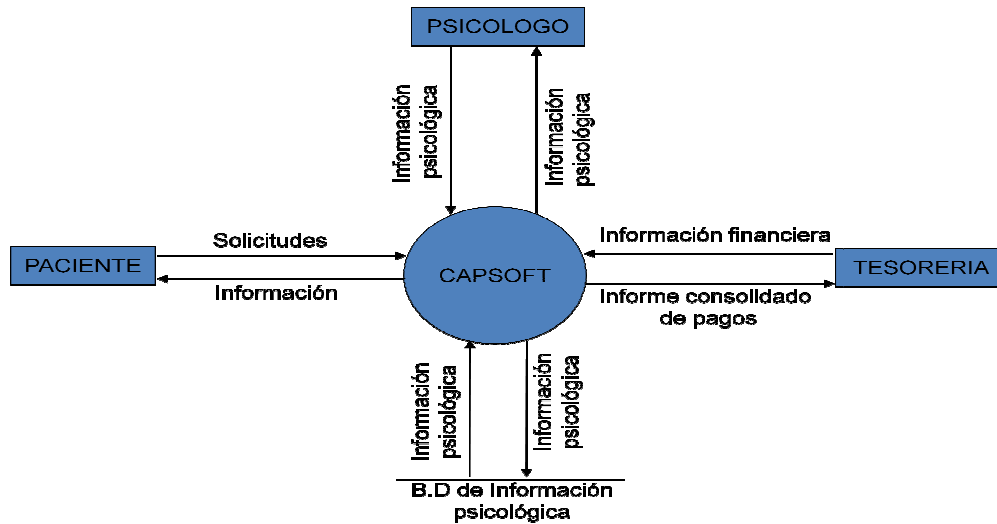 PSICOLOGO
Información
psicológica
Información
psicológica
Solicitudes
Información
PACIENTE
CAPSOFT
Información financiera
Informe consolidado
de pagos
TESORERIA
Información
psicológica
Información
psicológica
B.D de Información
psicológica